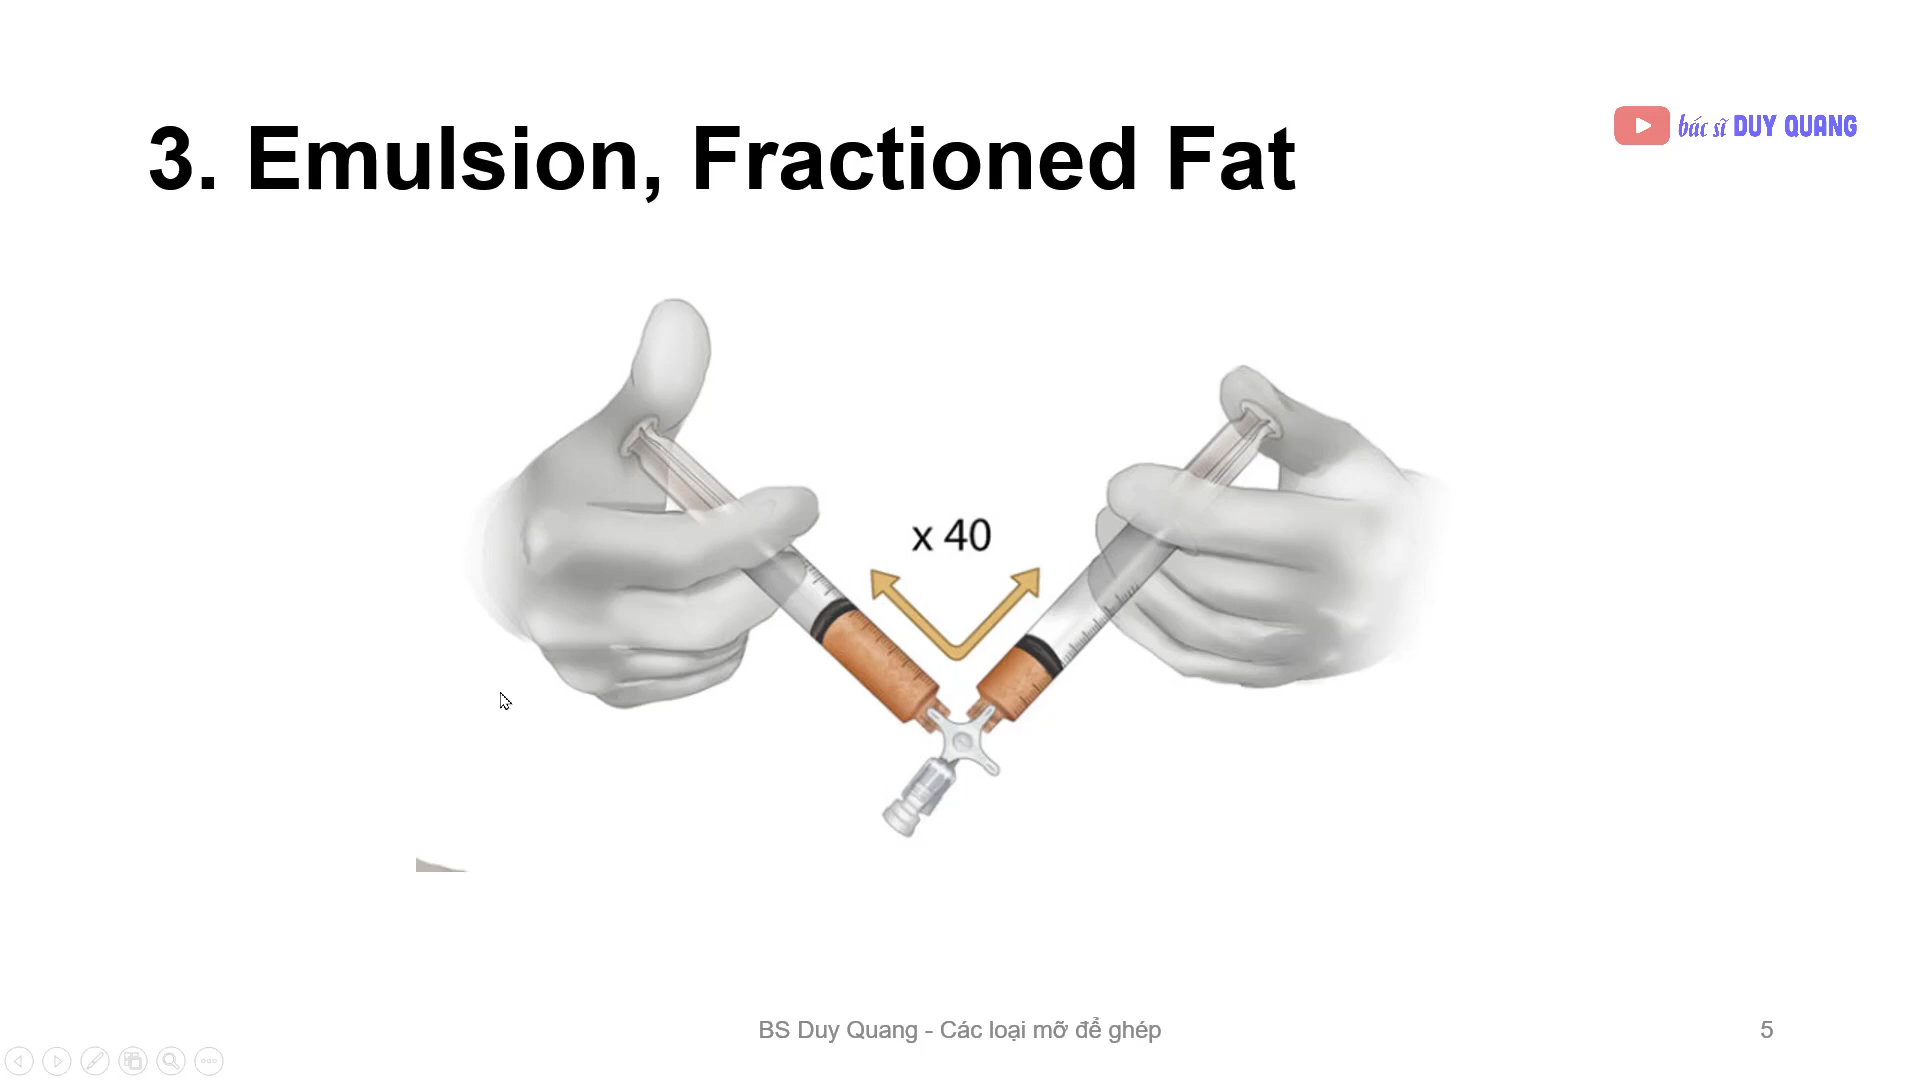 3. Emulsion, Fractioned Fat
bác sĩ DUY QUANG
x 40
BS Duy Quang - Các loại mỡ để ghép
5